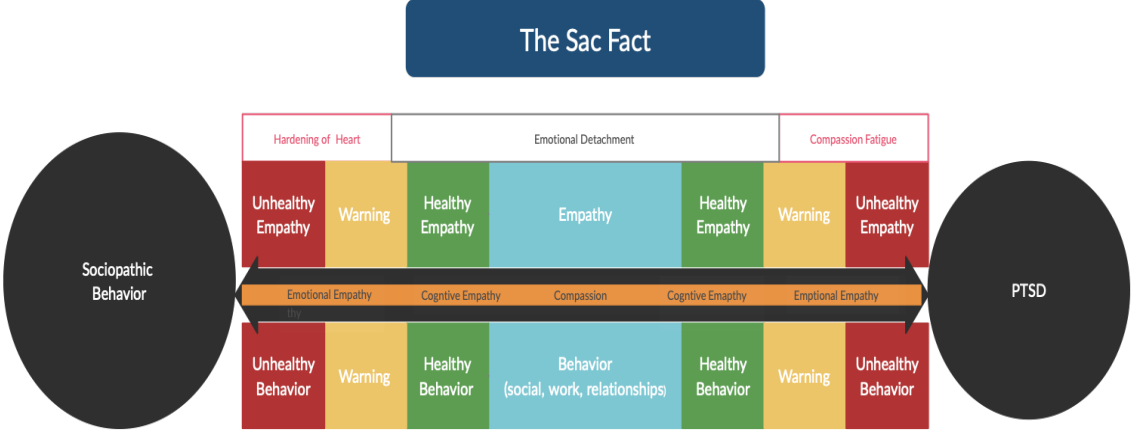 The Sac Fact
Hardening of Heart
Emotional Detachment
Compassion Fatigue
Unhealthy
Empathy
Warning
Healthy
Empathy
Empathy
Healthy
Empathy
Warning
Unhealthy
Empathy
Sociopathic
Behavior
Emotional Empathy
thy
Cogntive Empathy
Compassion
Cogntive Emapthy
Emptional Empathy
PTSD
Unhealthy
Behavior
Warning
Healthy
Behavior
Behavior
(social, work, relationships)
Healthy
Behavior
Warning
Unhealthy
Behavior